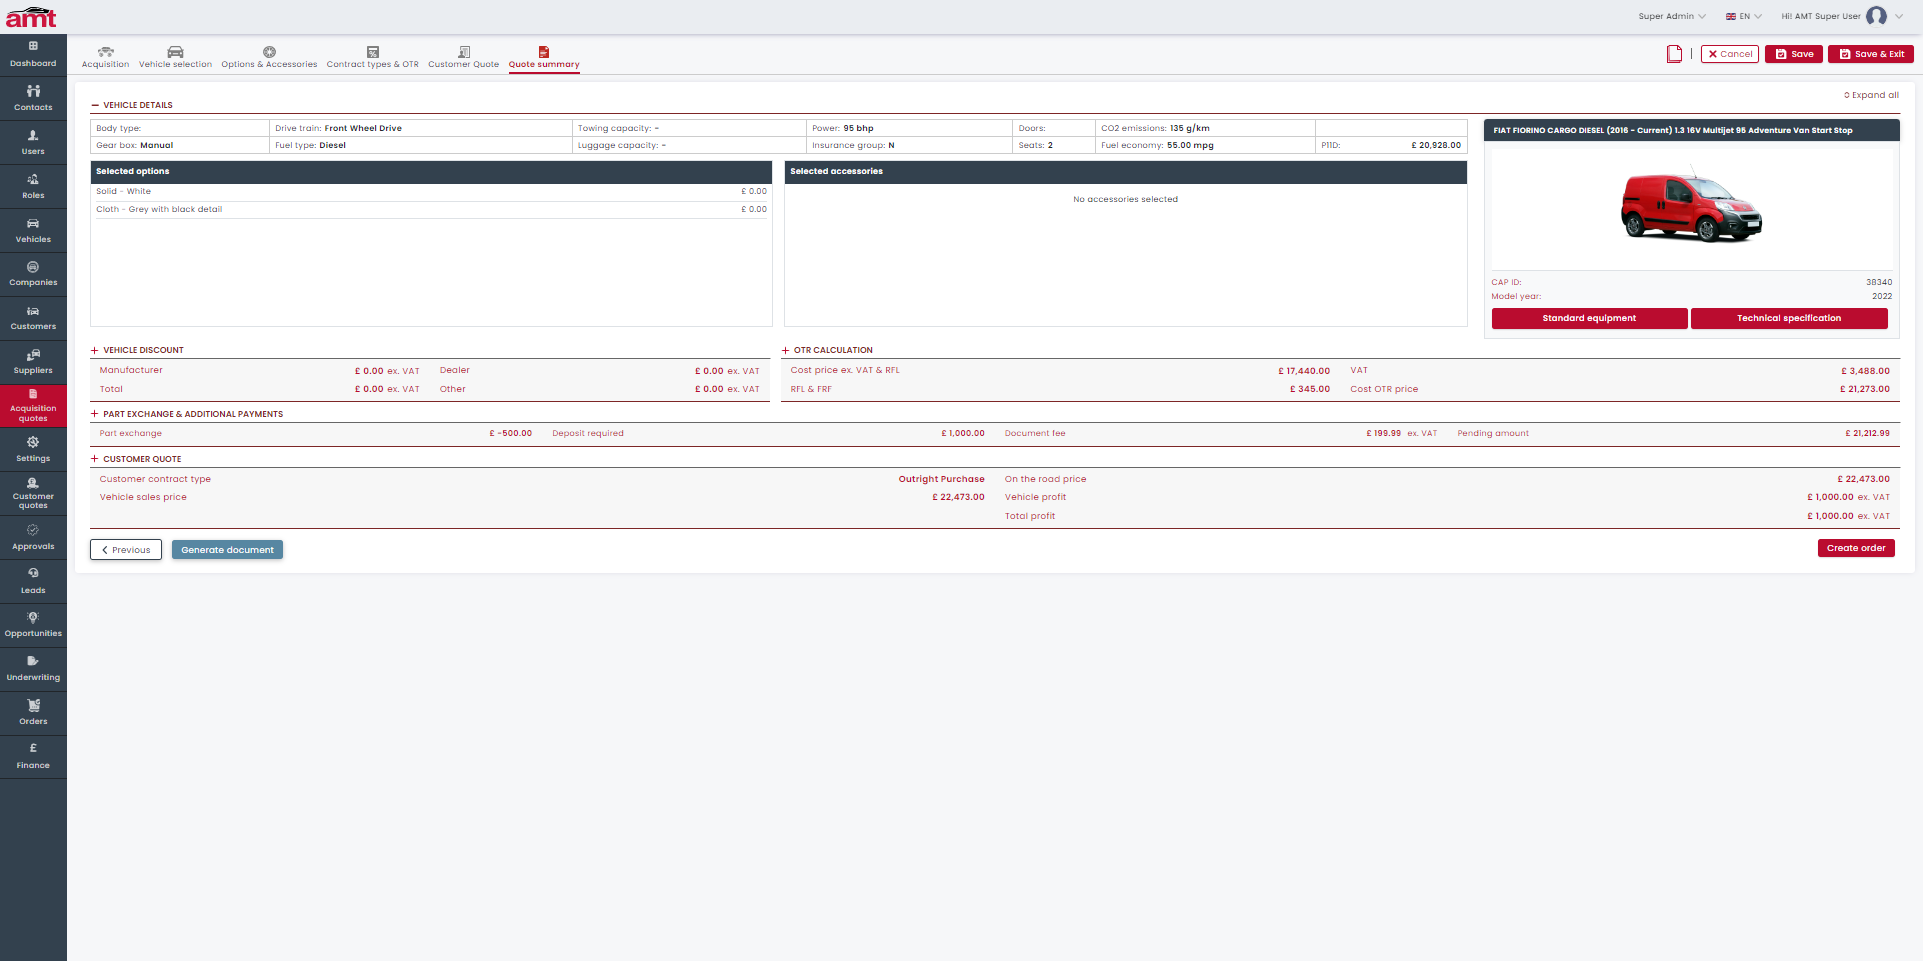 amt
Super Admin
EN
Hi! AMT Super User
Dashboard
Contacts
Users
Roles
Vehicles
Companies
Customers
Suppliers
Acquisition
quotes
Settings
Customer
quotes
Approvals
Leads
Opportunities
Underwriting
Orders
£
Finance
Acquisition
Vehicle selection
Options & Accessories
Contract types & OTR
Customer Quote
Quote summary
Cancel
Save
Save & Exit
Expand all
VEHICLE DETAILS
Body type:
Drive train: Front Wheel Drive
Towing capacity: -
Power: 95 bhp
Doors:
CO2 emissions: 135 g/km
Gear box: Manual
Fuel type: Diesel
Luggage capacity: -
Insurance group: N
Seats: 2
Fuel economy: 55.00 mpg
P11D: £ 20,928.00
Selected options
Solid - White £ 0.00
Cloth - Grey with black detail £ 0.00
Selected accessories
No accessories selected
FIAT FIORINO CARGO DIESEL (2016 - Current) 1.3 16V Multijet 95 Adventure Van Start Stop
CAP ID: 38340
Model year: 2022
Standard equipment
Technical specification
VEHICLE DISCOUNT
Manufacturer £ 0.00 ex. VAT Dealer £ 0.00 ex. VAT
Total £ 0.00 ex. VAT Other £ 0.00 ex. VAT
OTR CALCULATION
Cost price ex. VAT & RFL £ 17,440.00 VAT £ 3,488.00
RFL & FRF £ 345.00 Cost OTR price £ 21,273.00
PART EXCHANGE & ADDITIONAL PAYMENTS
Part exchange £ -500.00 Deposit required £ 1,000.00 Document fee £ 199.99 ex. VAT Pending amount £ 21,212.99
CUSTOMER QUOTE
Customer contract type Outright Purchase On the road price £ 22,473.00
Vehicle sales price £ 22,473.00 Vehicle profit £ 1,000.00 ex. VAT
Total profit £ 1,000.00 ex. VAT
Previous
Generate document
Create order